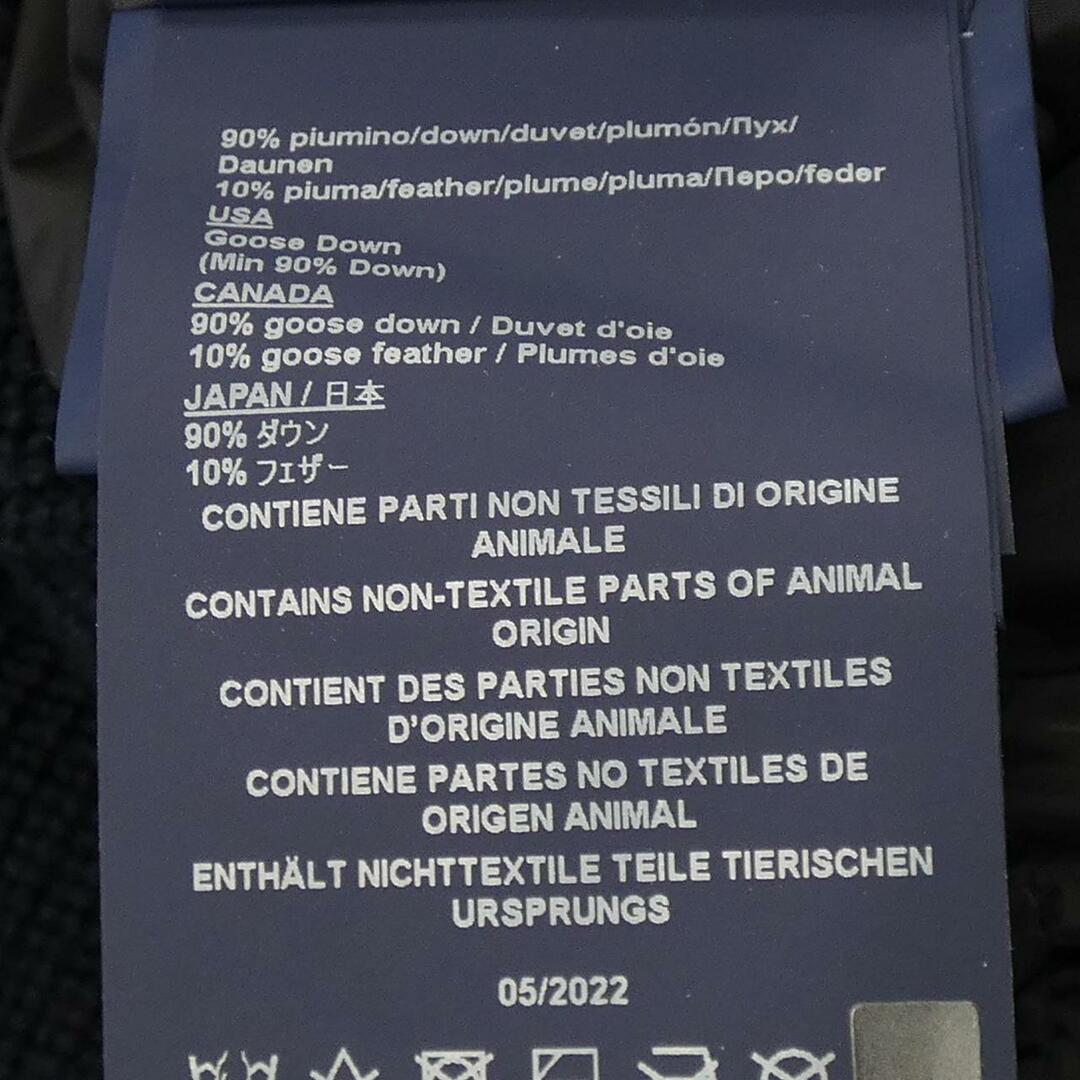 90% piumino/down/duvet/plumón/Пух/
Daunen
10% piuma/feather/plume/pluma/Перо/feder
USA
Goose Down
(Min 90% Down)
CANADA
90% goose down / Duvet d'oie
10% goose feather / Plumes d'oie
JAPAN / 日本
90% ダウン
10% フェザー
CONTIENE PARTI NON TESSILI DI ORIGINE
ANIMALE
CONTAINS NON-TEXTILE PARTS OF ANIMAL
ORIGIN
CONTIENT DES PARTIES NON TEXTILES
D'ORIGINE ANIMALE
CONTIENE PARTES NO TEXTILES DE
ORIGEN ANIMAL
ENTHÄLT NICHTTEXTILE TEILE TIERISCHEN
URSPRUNGS
05/2022